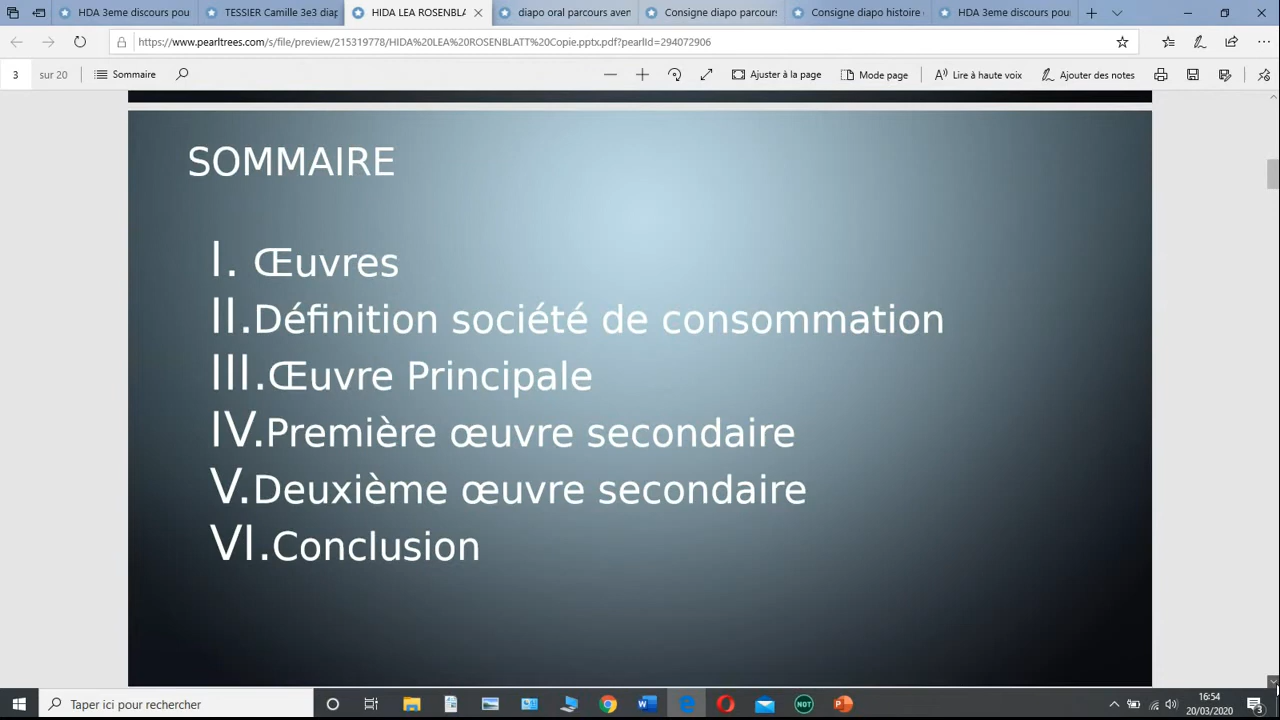 HDA 3eme discours pou
TESSIER Camille 3e3 diap
HIDA LEA ROSENBLA
diapo oral parcours aven
Consigne diapo parcours
Consigne diapo histoire
HDA 3eme discours pou
https://www.pearltrees.com/s/file/preview/215319778/HIDA%20LEA%20ROSENBLATT%20Copie.pptx.pdf?pearlId=294072906
3 sur 20 Sommaire Ajuster à la page Mode page Lire à haute voix Ajouter des notes
SOMMAIRE
I. Œuvres
II.Définition société de consommation
III.Œuvre Principale
IV.Première œuvre secondaire
V.Deuxième œuvre secondaire
VI.Conclusion
Taper ici pour rechercher
16:54
20/03/2020